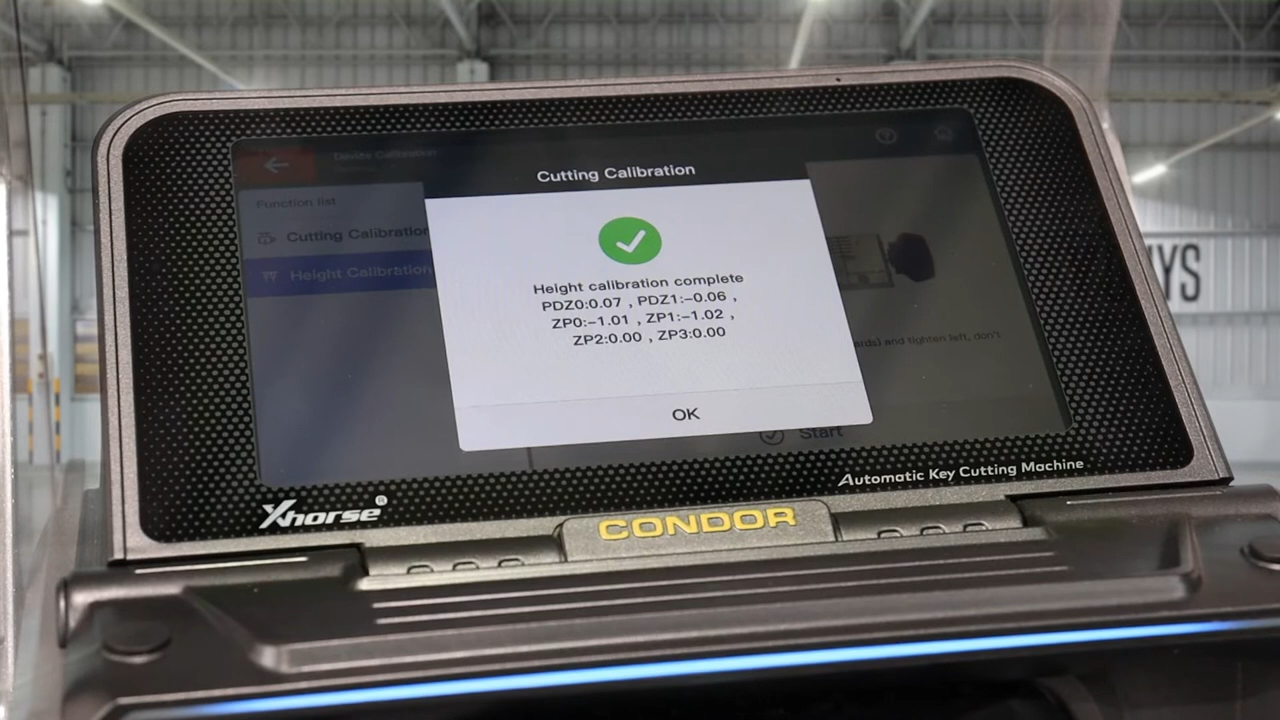 Device Calibration
Cutting Calibration
Function list
Cutting Calibration
Height Calibration
Height calibration complete
PDZ0:0.07 , PDZ1:-0.06 ,
ZP0:-1.01 , ZP1:-1.02 ,
ZP2:0.00 , ZP3:0.00
and tighten left, don't
OK
Start
Automatic Key Cutting Machine
Xhorse®
CONDOR